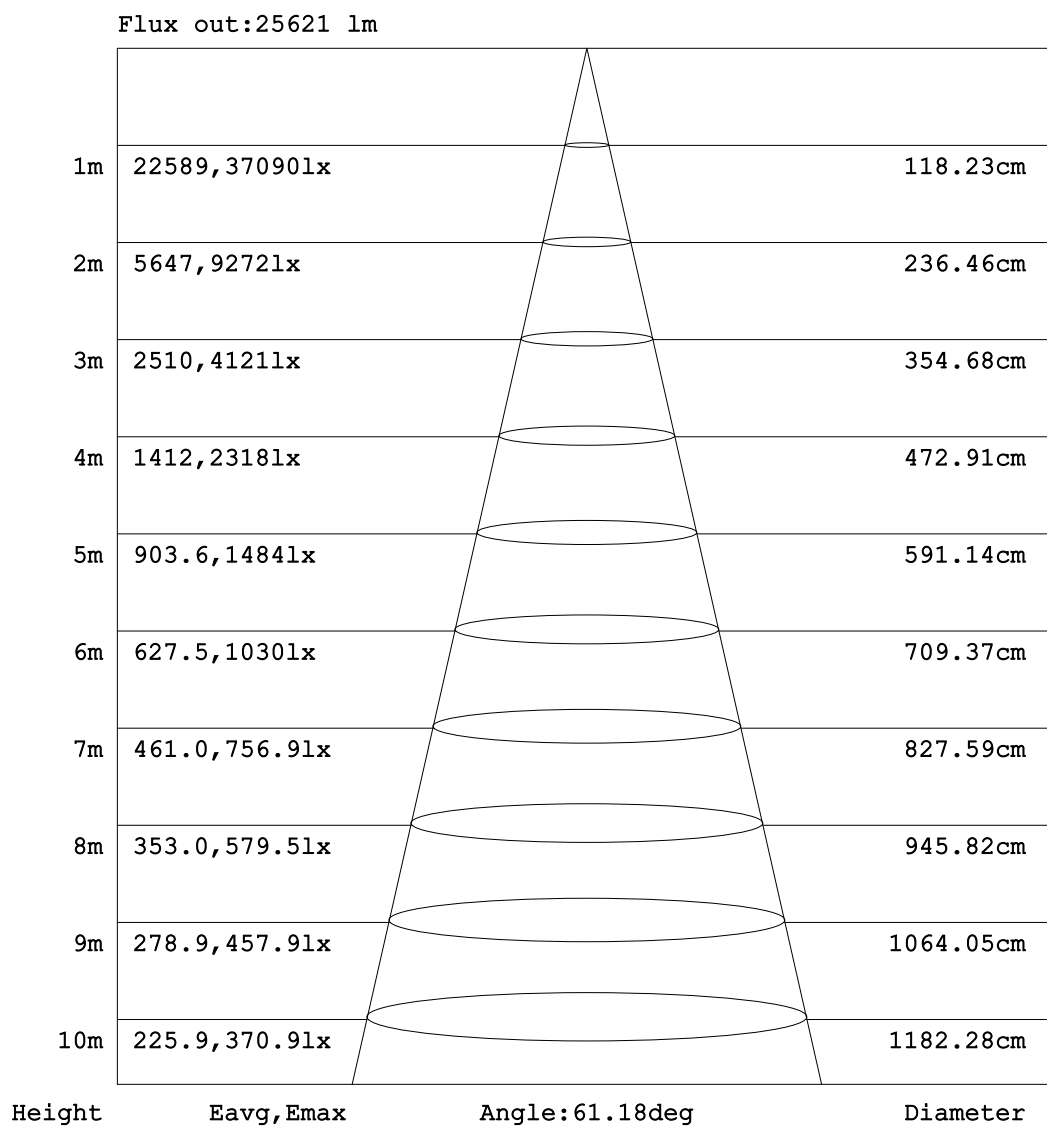 Flux out:25621 lm
1m 22589,37090lx 118.23cm
2m 5647,9272lx 236.46cm
3m 2510,4121lx 354.68cm
4m 1412,2318lx 472.91cm
5m 903.6,1484lx 591.14cm
6m 627.5,1030lx 709.37cm
7m 461.0,756.9lx 827.59cm
8m 353.0,579.5lx 945.82cm
9m 278.9,457.9lx 1064.05cm
10m 225.9,370.9lx 1182.28cm
Height Eavg,Emax Angle:61.18deg Diameter